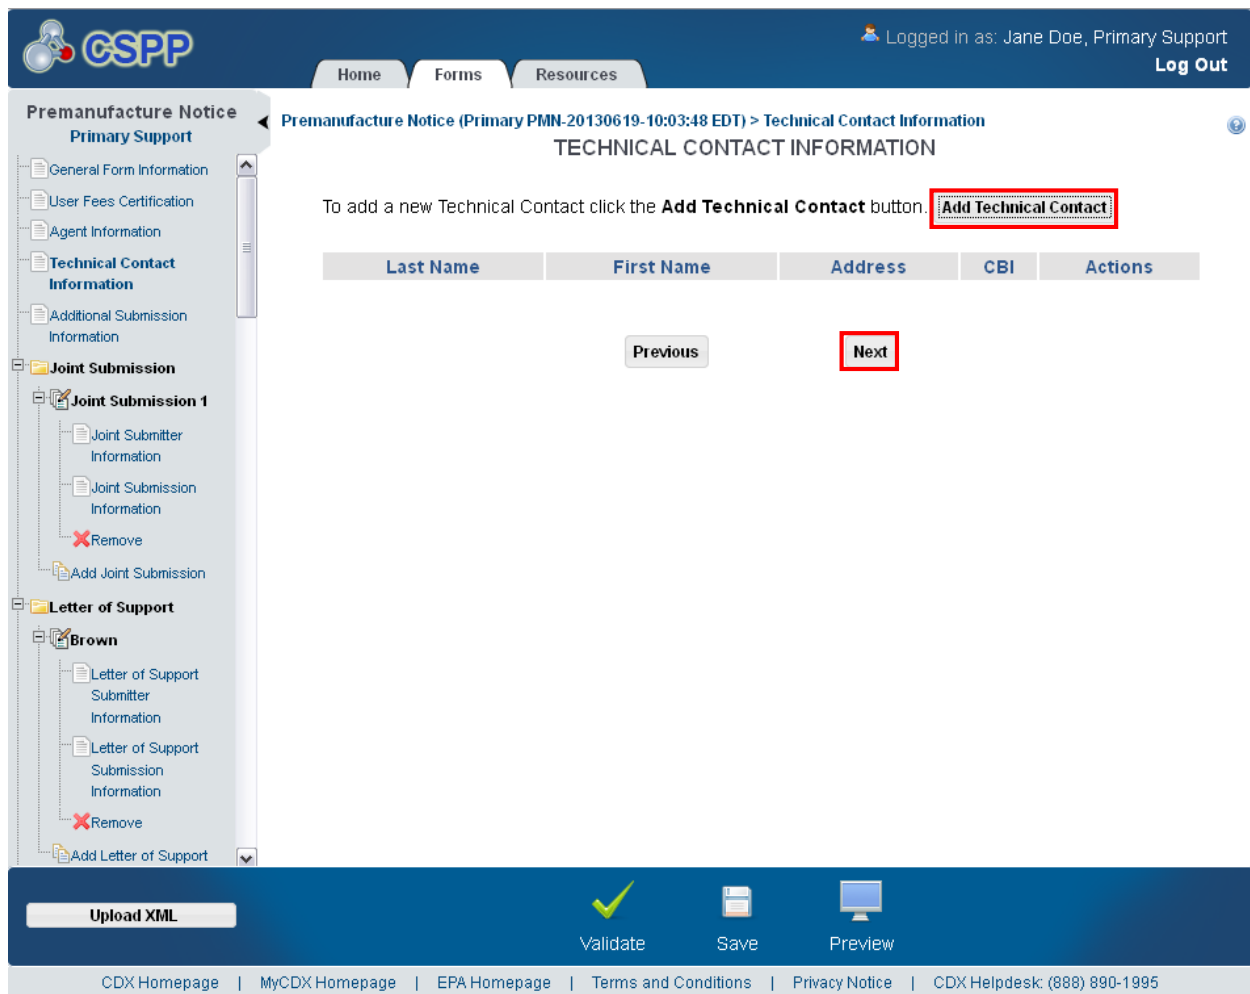 CSPP
Logged in as: Jane Doe, Primary Support
Log Out
Home Forms Resources
Premanufacture Notice
Primary Support
General Form Information
User Fees Certification
Agent Information
Technical Contact
Information
Additional Submission
Information
Joint Submission
Joint Submission 1
Joint Submitter
Information
Joint Submission
Information
Remove
Add Joint Submission
Letter of Support
Brown
Letter of Support
Submitter
Information
Letter of Support
Submission
Information
Remove
Add Letter of Support
Premanufacture Notice (Primary PMN-20130619-10:03:48 EDT) > Technical Contact Information
TECHNICAL CONTACT INFORMATION
To add a new Technical Contact click the Add Technical Contact button. Add Technical Contact
Last Name First Name Address CBI Actions
Previous Next
Upload XML
Validate Save Preview
CDX Homepage | MyCDX Homepage | EPA Homepage | Terms and Conditions | Privacy Notice | CDX Helpdesk: (888) 890-1995